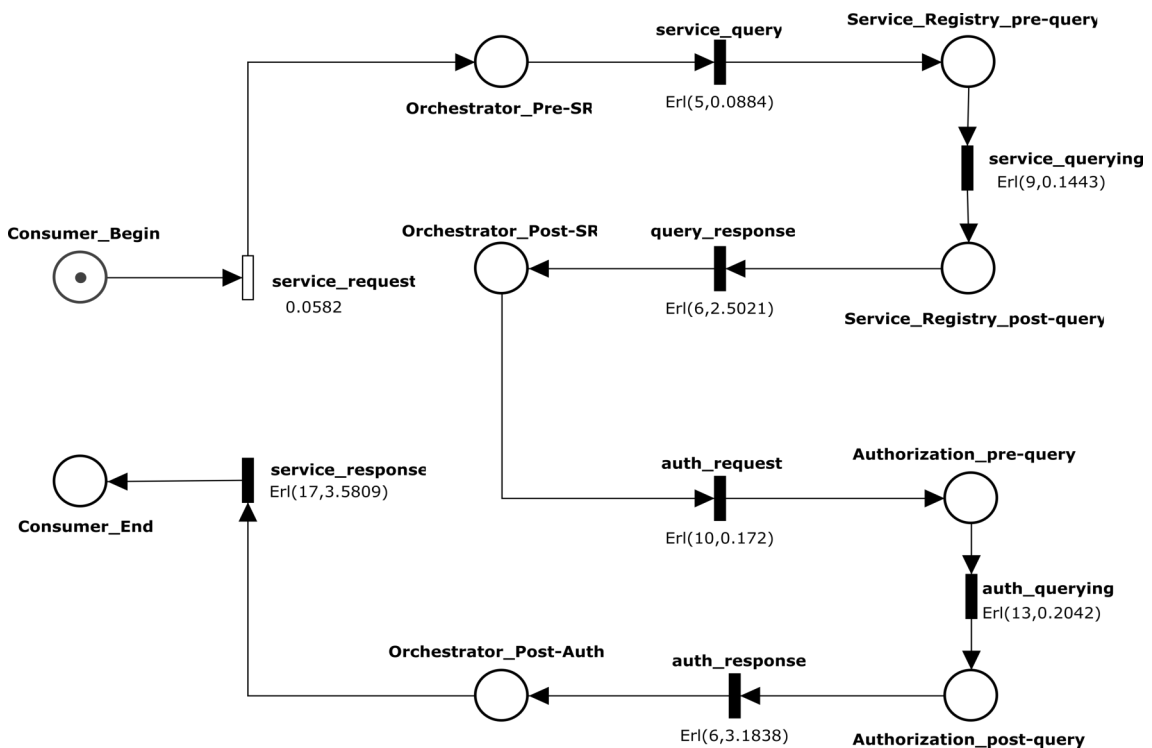 service_query
Service_Registry_pre-query
Orchestrator_Pre-SR
Erl(5,0.0884)
service_querying
Erl(9,0.1443)
Consumer_Begin
Orchestrator_Post-SR
query_response
service_request
0.0582
Erl(6,2.5021)
Service_Registry_post-query
Authorization_pre-query
service_response
Erl(17,3.5809)
auth_request
Consumer_End
Erl(10,0.172)
auth_querying
Erl(13,0.2042)
Orchestrator_Post-Auth
auth_response
Erl(6,3.1838)
Authorization_post-query